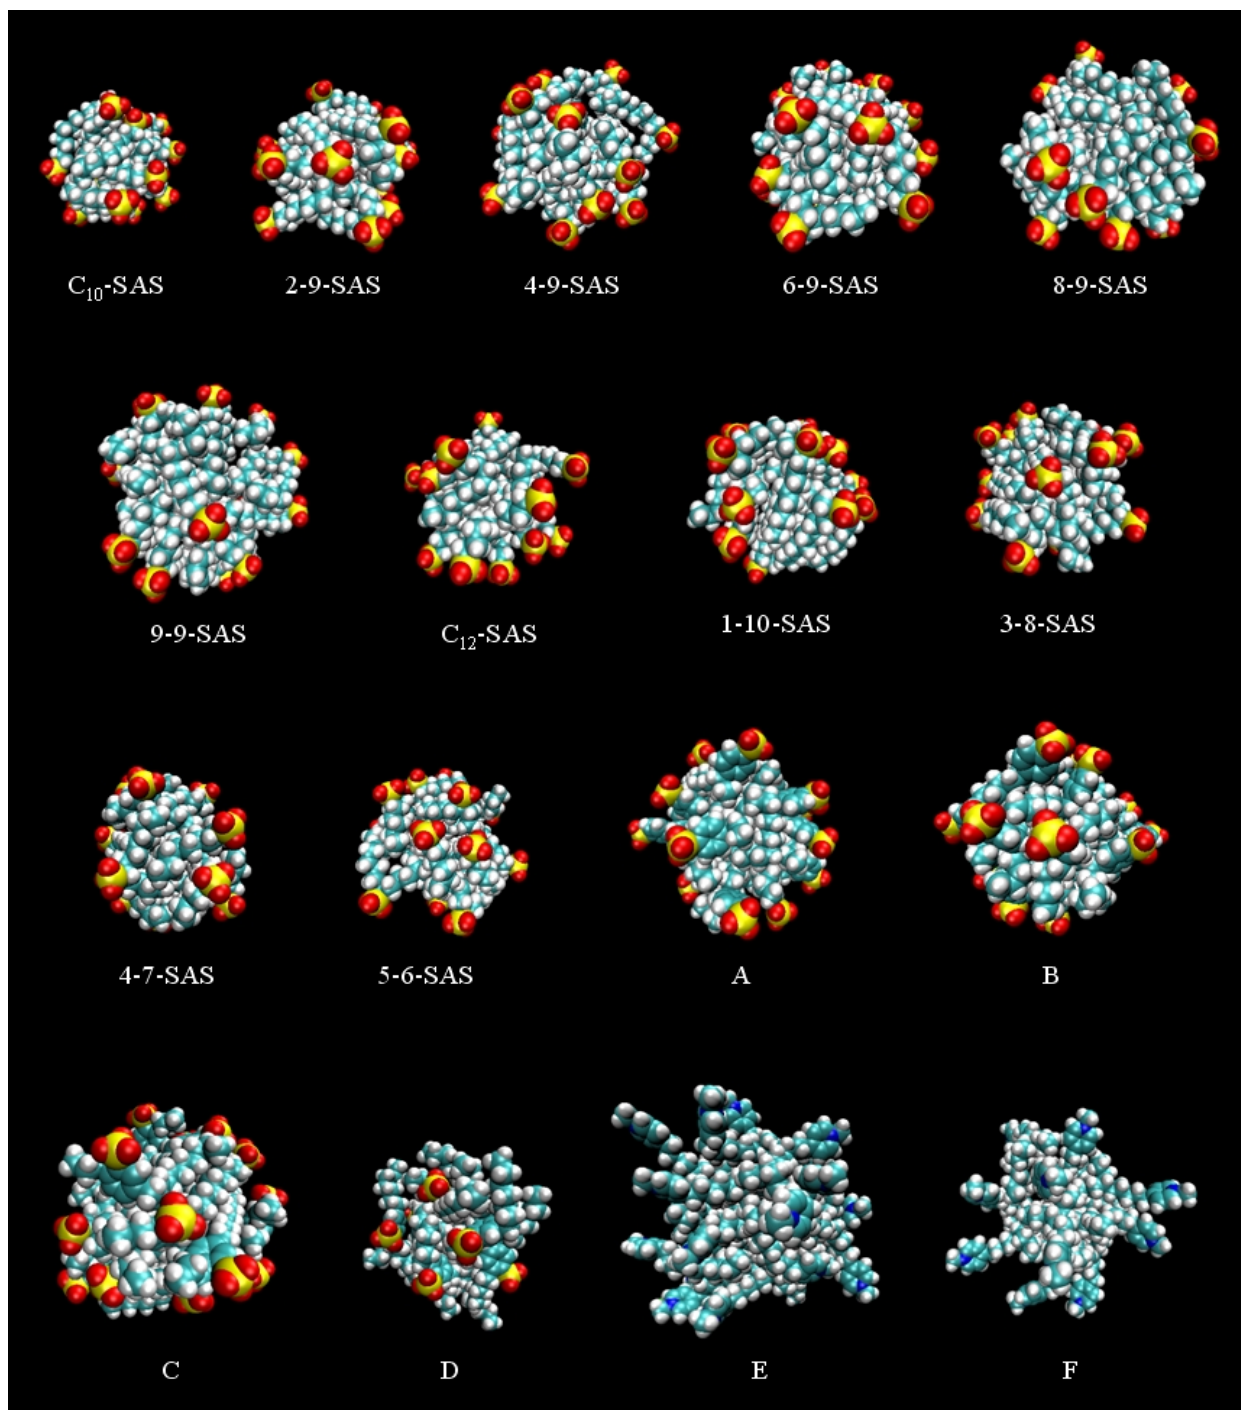 C₁₀-SAS 2-9-SAS 4-9-SAS 6-9-SAS 8-9-SAS
9-9-SAS C₁₂-SAS 1-10-SAS 3-8-SAS
4-7-SAS 5-6-SAS A B
C D E F